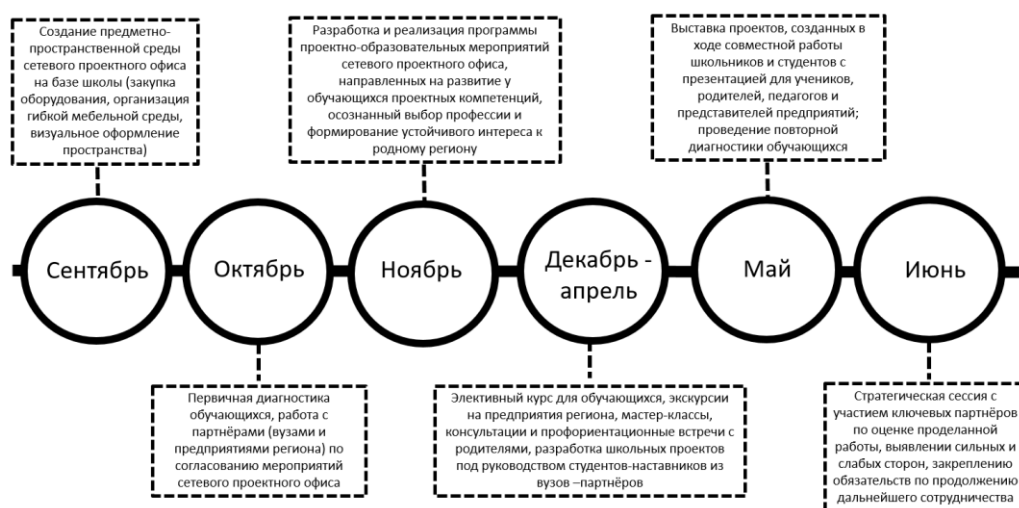 Создание предметно-
пространственной среды
сетевого проектного офиса
на базе школы (закупка
оборудования, организация
гибкой мебельной среды,
визуальное оформление
пространства)
Разработка и реализация программы
проектно-образовательных мероприятий
сетевого проектного офиса,
направленных на развитие у
обучающихся проектных компетенций,
осознанный выбор профессии и
формирование устойчивого интереса к
родному региону
Выставка проектов, созданных в
ходе совместной работы
школьников и студентов с
презентацией для учеников,
родителей, педагогов и
представителей предприятий;
проведение повторной
диагностики обучающихся
Сентябрь
Октябрь
Ноябрь
Декабрь -
апрель
Май
Июнь
Первичная диагностика
обучающихся, работа с
партнёрами (вузами и
предприятиями региона) по
согласованию мероприятий
сетевого проектного офиса
Элективный курс для обучающихся, экскурсии
на предприятия региона, мастер-классы,
консультации и профориентационные встречи с
родителями, разработка школьных проектов
под руководством студентов-наставников из
вузов –партнёров
Стратегическая сессия с
участием ключевых партнёров
по оценке проделанной
работы, выявлении сильных и
слабых сторон, закреплению
обязательств по продолжению
дальнейшего сотрудничества